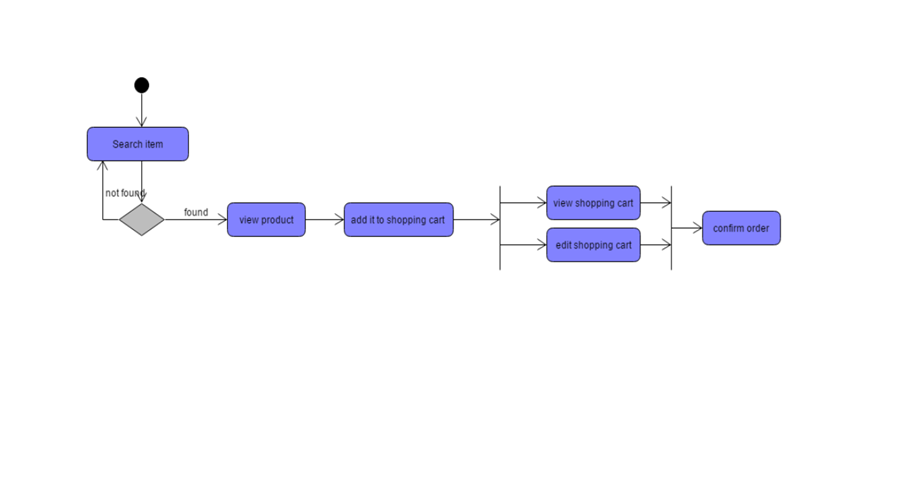 Search item
not found
found
view product
add it to shopping cart
view shopping cart
edit shopping cart
confirm order